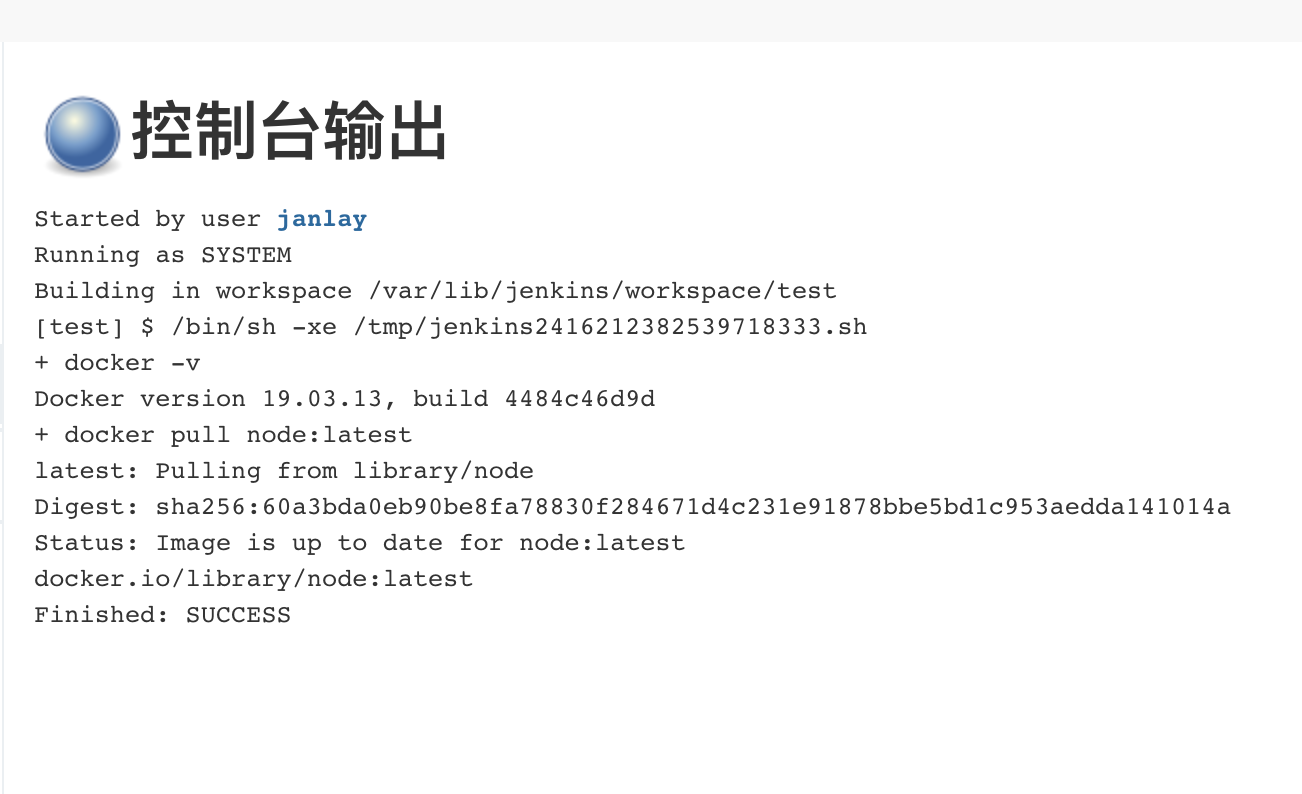 控制台输出
Started by user janlay
Running as SYSTEM
Building in workspace /var/lib/jenkins/workspace/test
[test] $ /bin/sh -xe /tmp/jenkins2416212382539718333.sh
+ docker -v
Docker version 19.03.13, build 4484c46d9d
+ docker pull node:latest
latest: Pulling from library/node
Digest: sha256:60a3bda0eb90be8fa78830f284671d4c231e91878bbe5bd1c953aedda141014a
Status: Image is up to date for node:latest
docker.io/library/node:latest
Finished: SUCCESS